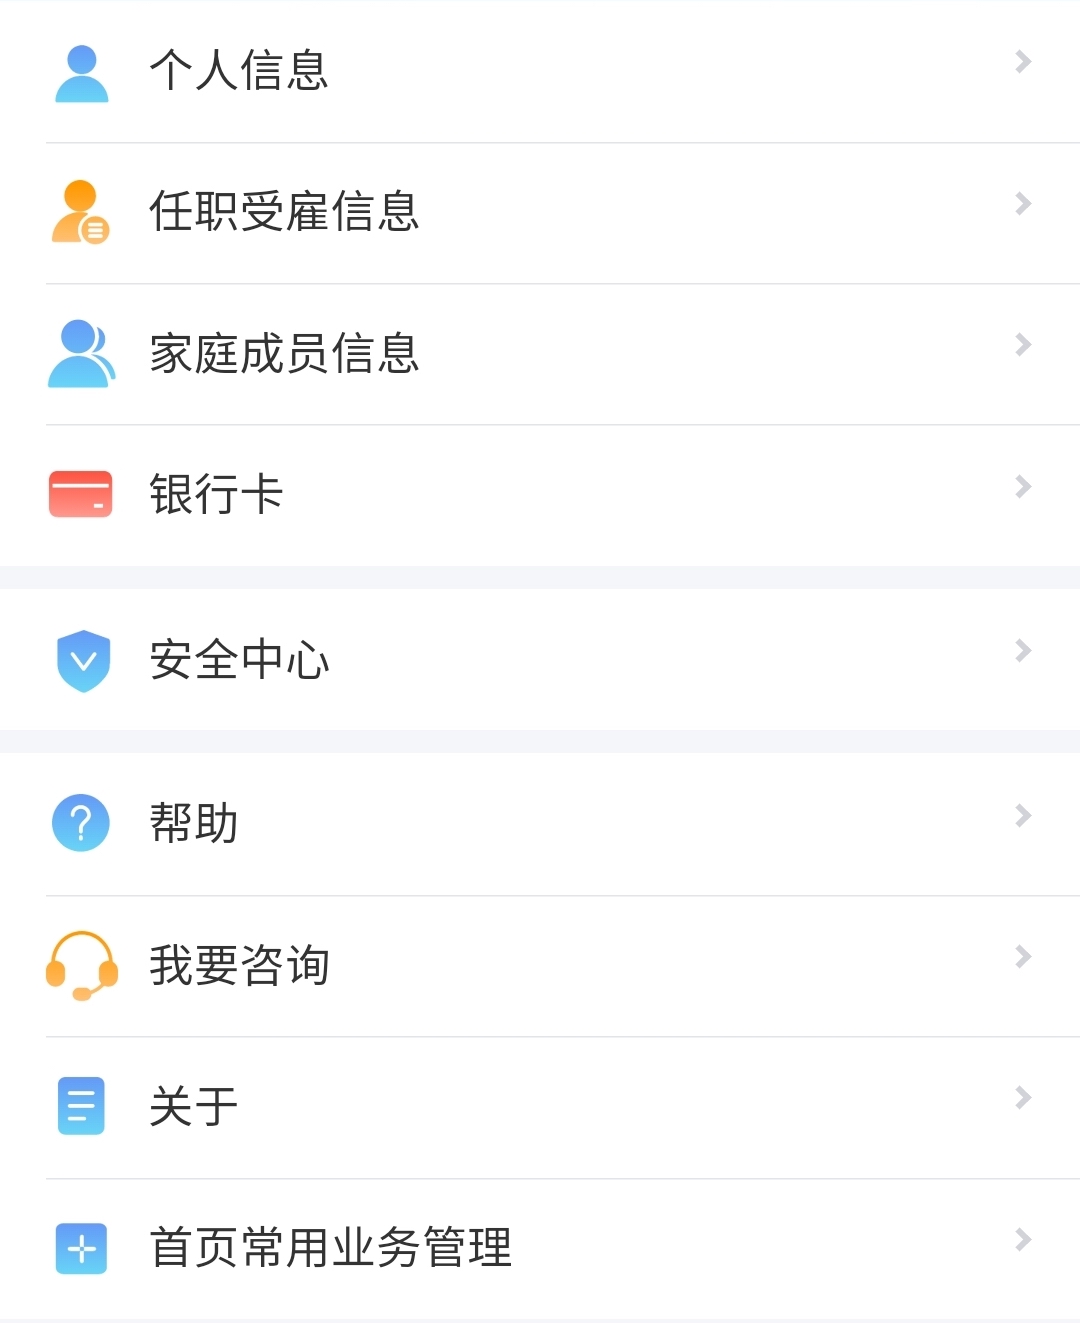 个人信息
任职受雇信息
家庭成员信息
银行卡
安全中心
帮助
我要咨询
关于
首页常用业务管理